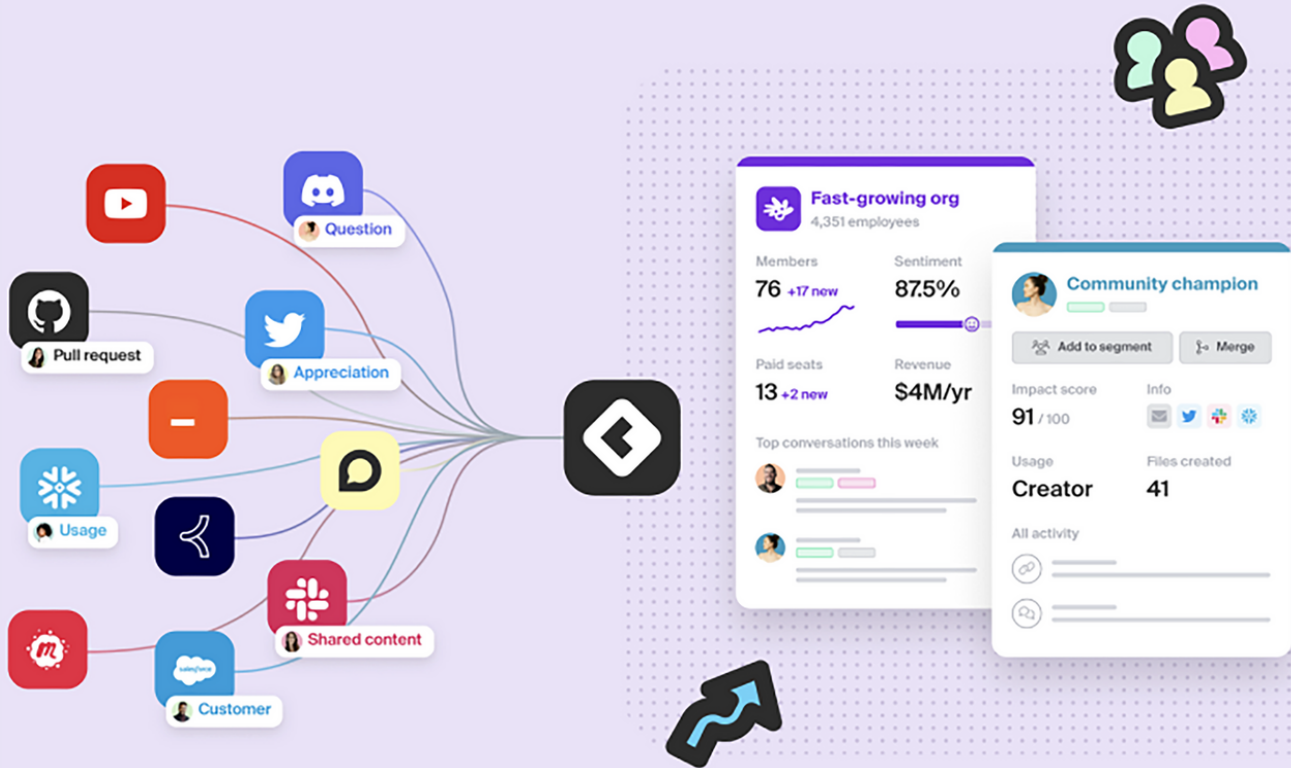 Question
Pull request
Appreciation
Usage
m
salesforce
Shared content
Customer
Fast-growing org
4,351 employees
Members
Sentiment
76 +17 new
87.5%
Paid seats
Revenue
13 +2 new
$4M/yr
Top conversations this week
Community champion
Add to segment
Merge
Impact score
Info
91 / 100
Usage
Files created
Creator
41
All activity